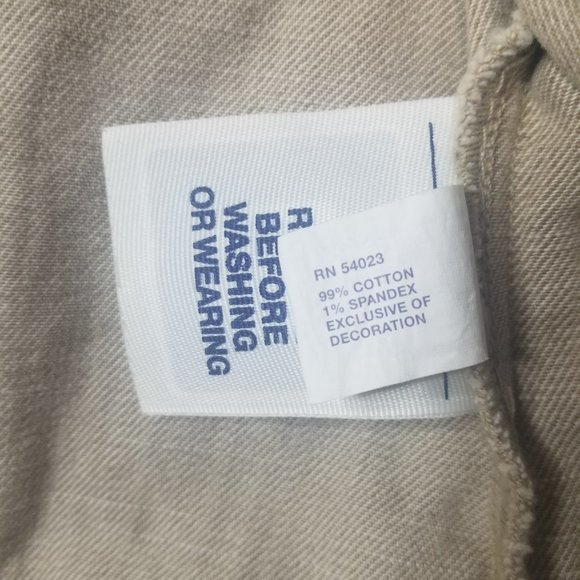 BEFORE
WASHING
OR WEARING
RN 54023
99% COTTON
1% SPANDEX
EXCLUSIVE OF
DECORATION